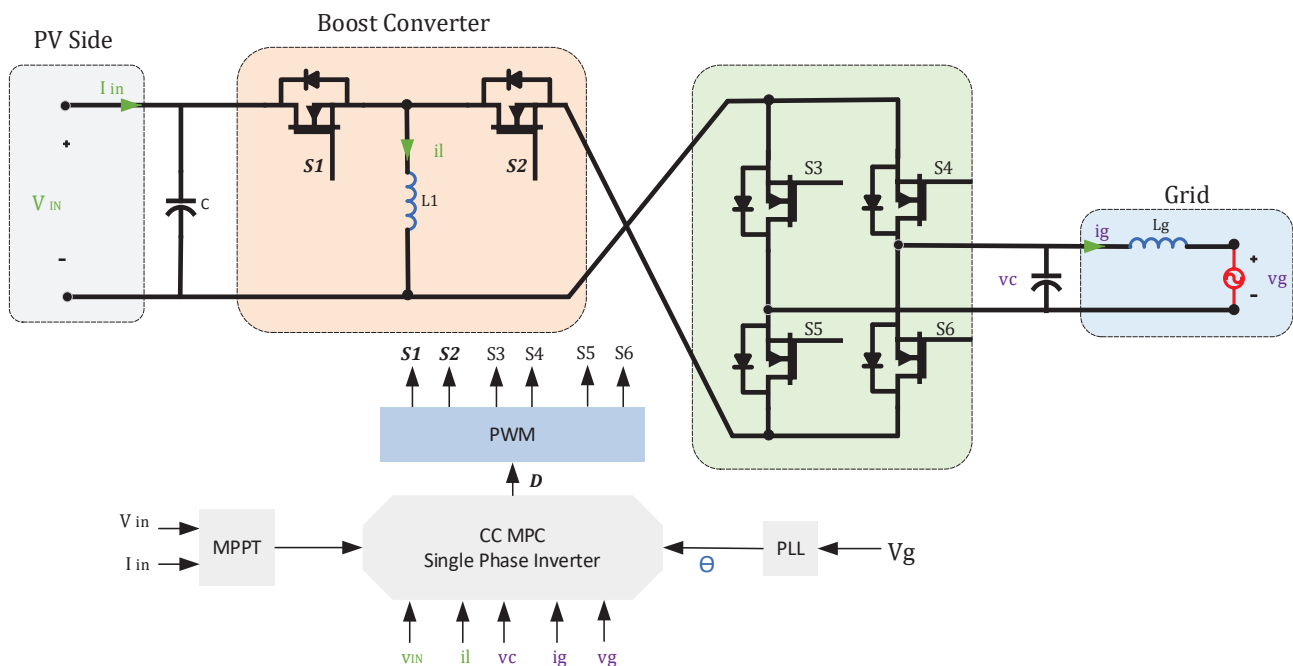 Boost Converter
PV Side
I in
+
V IN
-
C
S1
il
L1
S2
S3
S4
S5
S6
Grid
ig
Lg
vc
+
vg
-
S1 S2 S3 S4 S5 S6
PWM
D
V in
I in
MPPT
CC MPC
Single Phase Inverter
Θ
PLL
Vg
vIN il vc ig vg